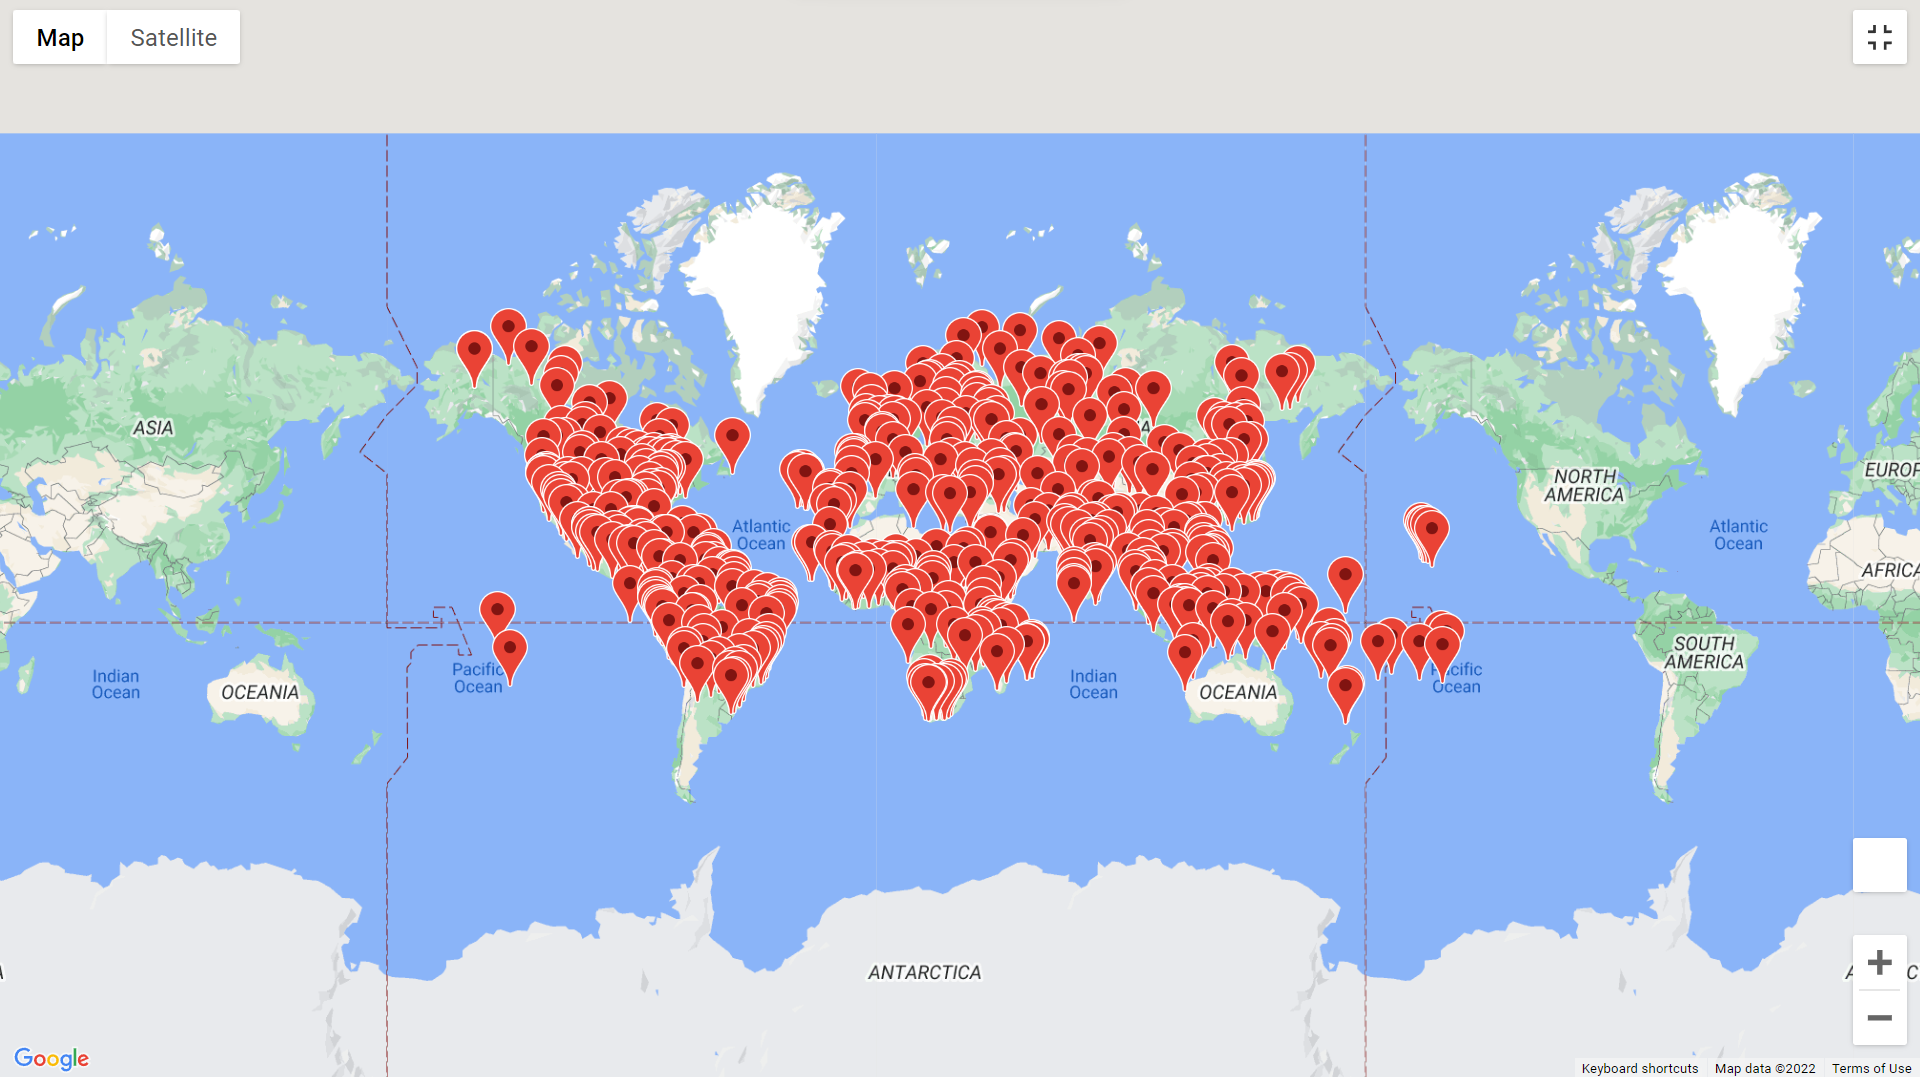 Map
Satellite
ASIA
Atlantic
Ocean
NORTH
AMERICA
EUROP
Atlantic
Ocean
AFRICA
Indian
Ocean
OCEANIA
Pacific
Ocean
Indian
Ocean
OCEANIA
Pacific
Ocean
SOUTH
AMERICA
ANTARCTICA
Google
Keyboard shortcuts
Map data ©2022
Terms of Use